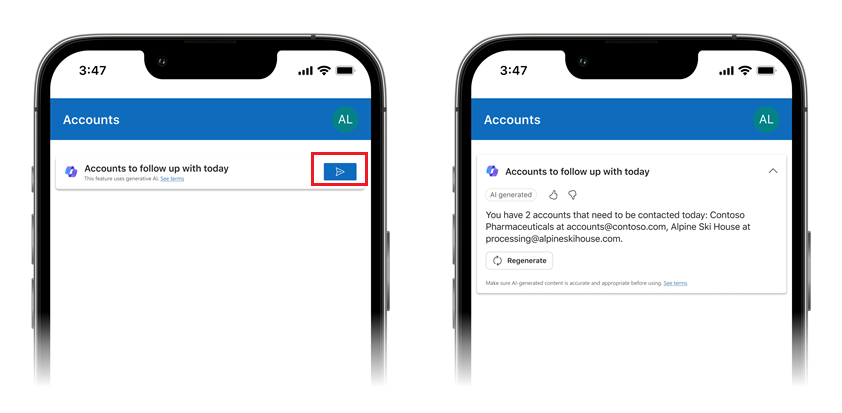 3:47
Accounts
AL
Accounts to follow up with today
This feature uses generative AI. See terms
3:47
Accounts
AL
Accounts to follow up with today
AI generated
You have 2 accounts that need to be contacted today: Contoso
Pharmaceuticals at accounts@contoso.com, Alpine Ski House at
processing@alpineskihouse.com.
Regenerate
Make sure AI-generated content is accurate and appropriate before using. See terms